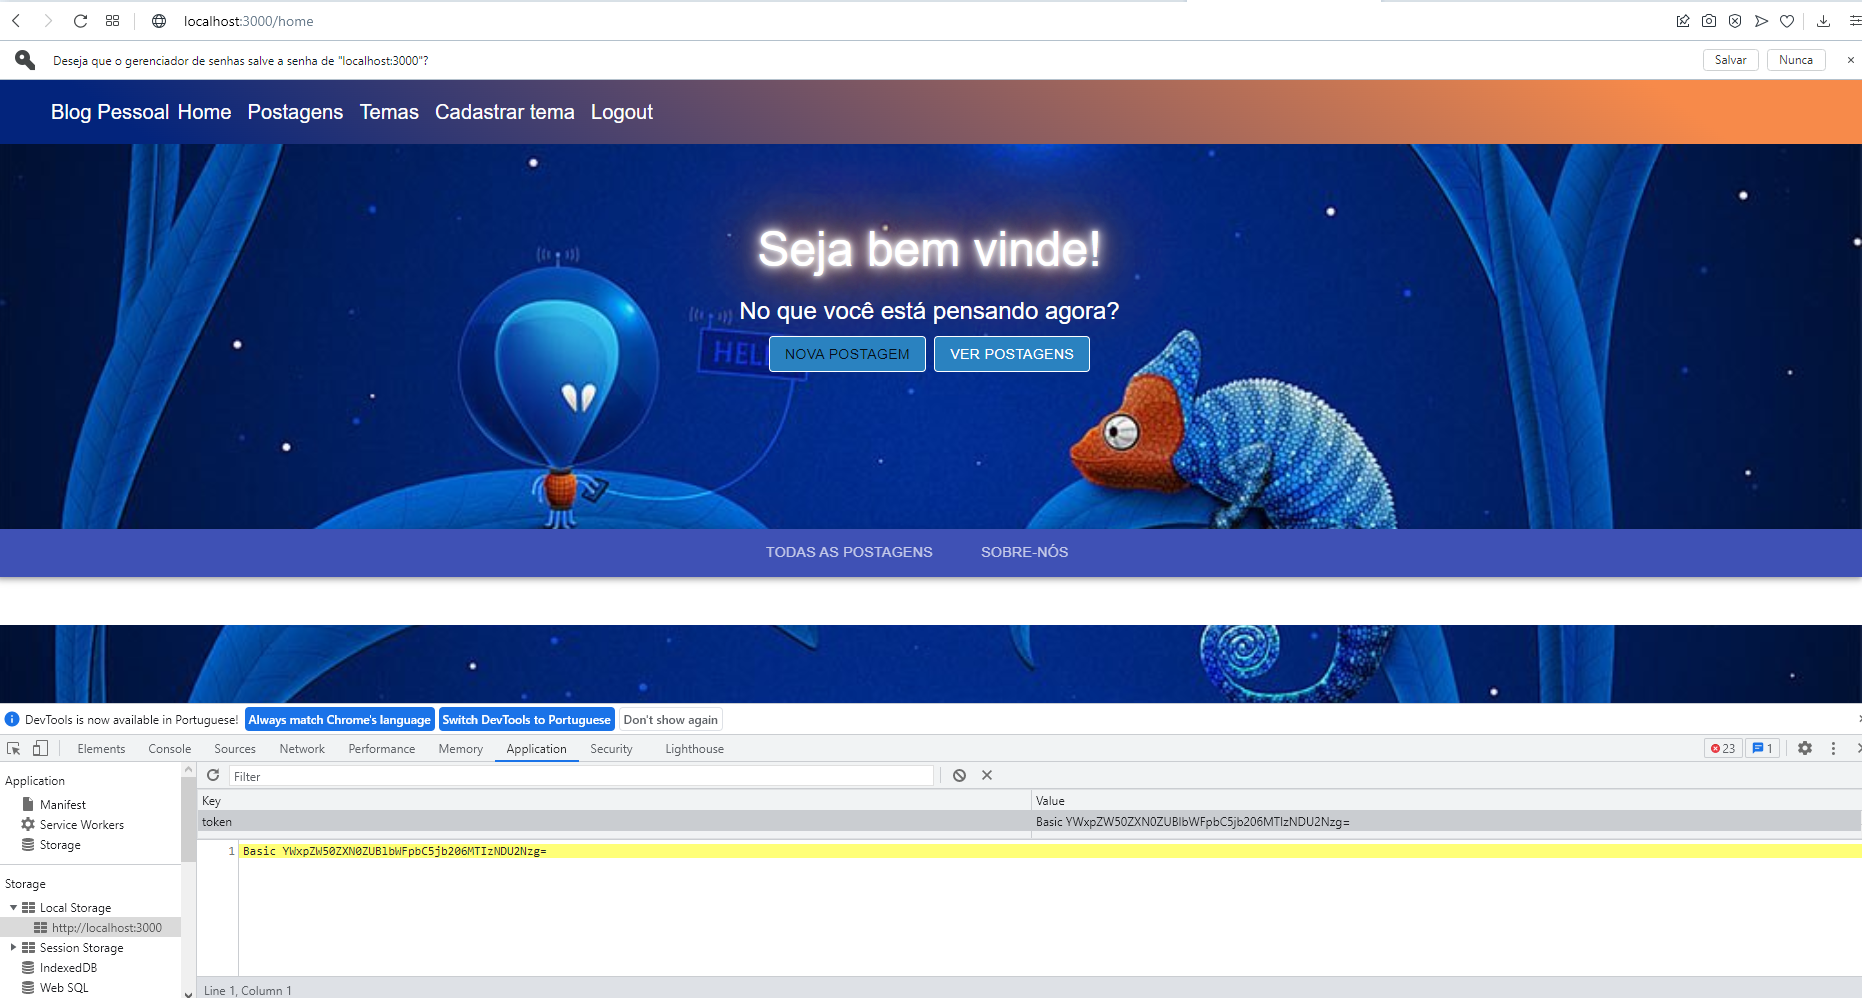 localhost:3000/home
Deseja que o gerenciador de senhas salve a senha de "localhost:3000"?
Salvar
Nunca
Blog Pessoal Home Postagens Temas Cadastrar tema Logout
Seja bem vinde!
No que você está pensando agora?
HEL
NOVA POSTAGEM
VER POSTAGENS
TODAS AS POSTAGENS
SOBRE-NÓS
DevTools is now available in Portuguese!
Always match Chrome's language
Switch DevTools to Portuguese
Don't show again
Elements Console Sources Network Performance Memory Application Security Lighthouse
23
1
Application
Manifest
Service Workers
Storage
Storage
Local Storage
http://localhost:3000
Session Storage
IndexedDB
Web SQL
Filter
Key Value
token Basic YWxpZW50ZXN0ZUBlbWFpbC5jb206MTIzNDU2Nzg=
1 Basic YWxpZW50ZXN0ZUBlbWFpbC5jb206MTIzNDU2Nzg=
Line 1, Column 1